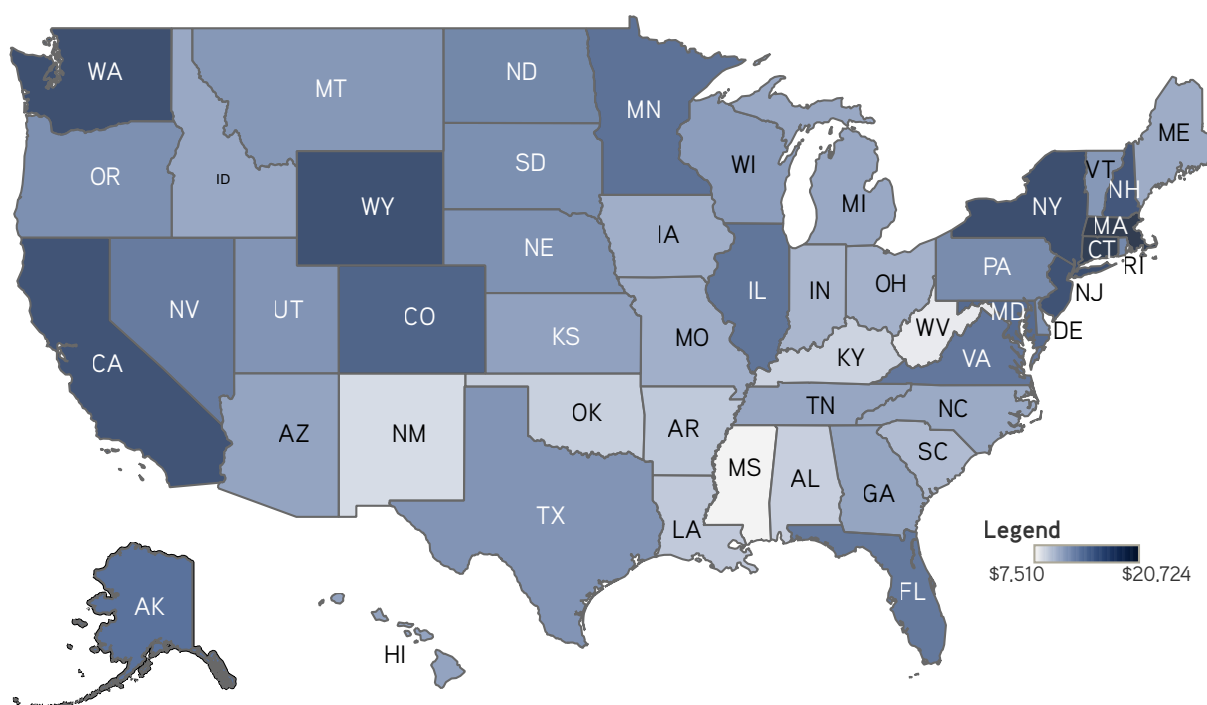 WA
MT
ND
MN
ME
OR
ID
SD
WI
VT
NH
WY
MI
NY
MA
CT
RI
IA
NE
PA
NJ
NV
UT
CO
IL
IN
OH
MD
DE
KS
MO
WV
VA
CA
KY
AZ
NM
OK
AR
TN
NC
MS
AL
GA
SC
TX
LA
Legend
$7,510
$20,724
AK
HI
FL